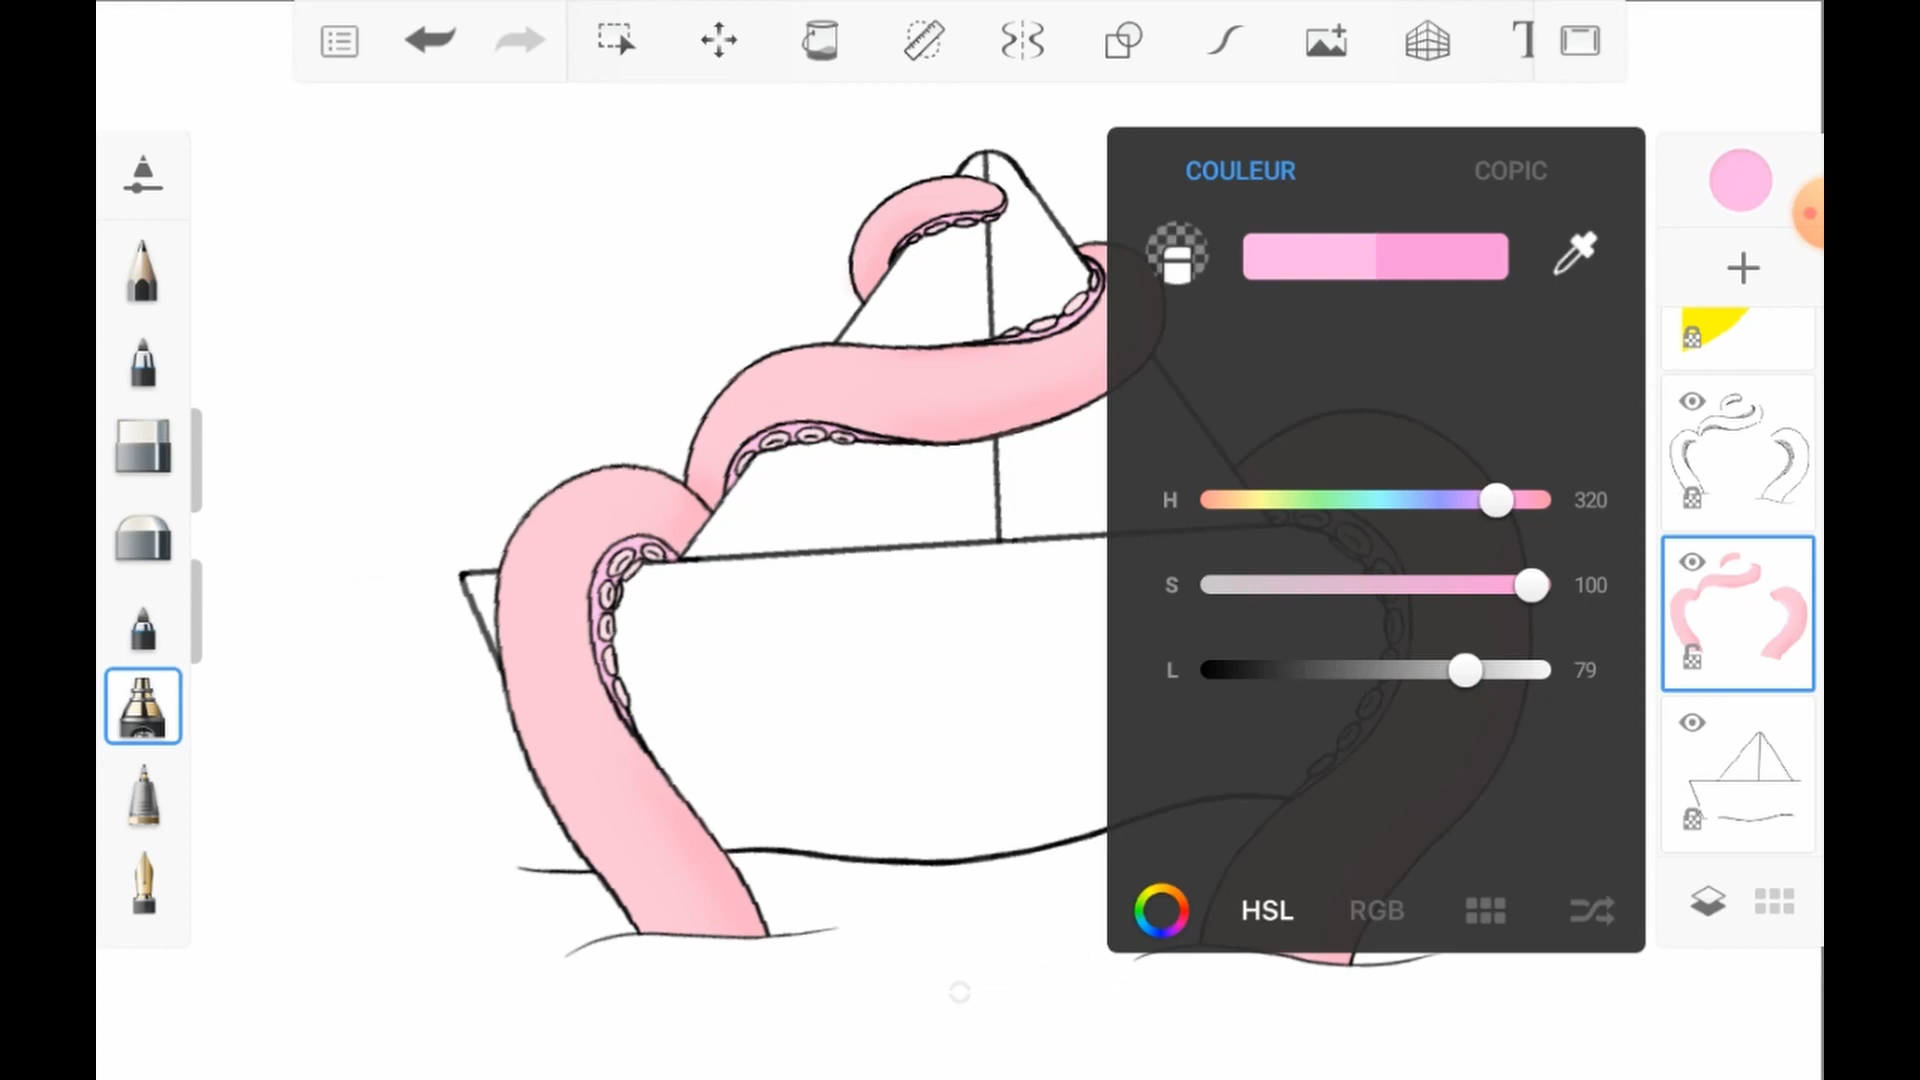 T
COULEUR COPIC
H 320
S 100
L 79
HSL RGB